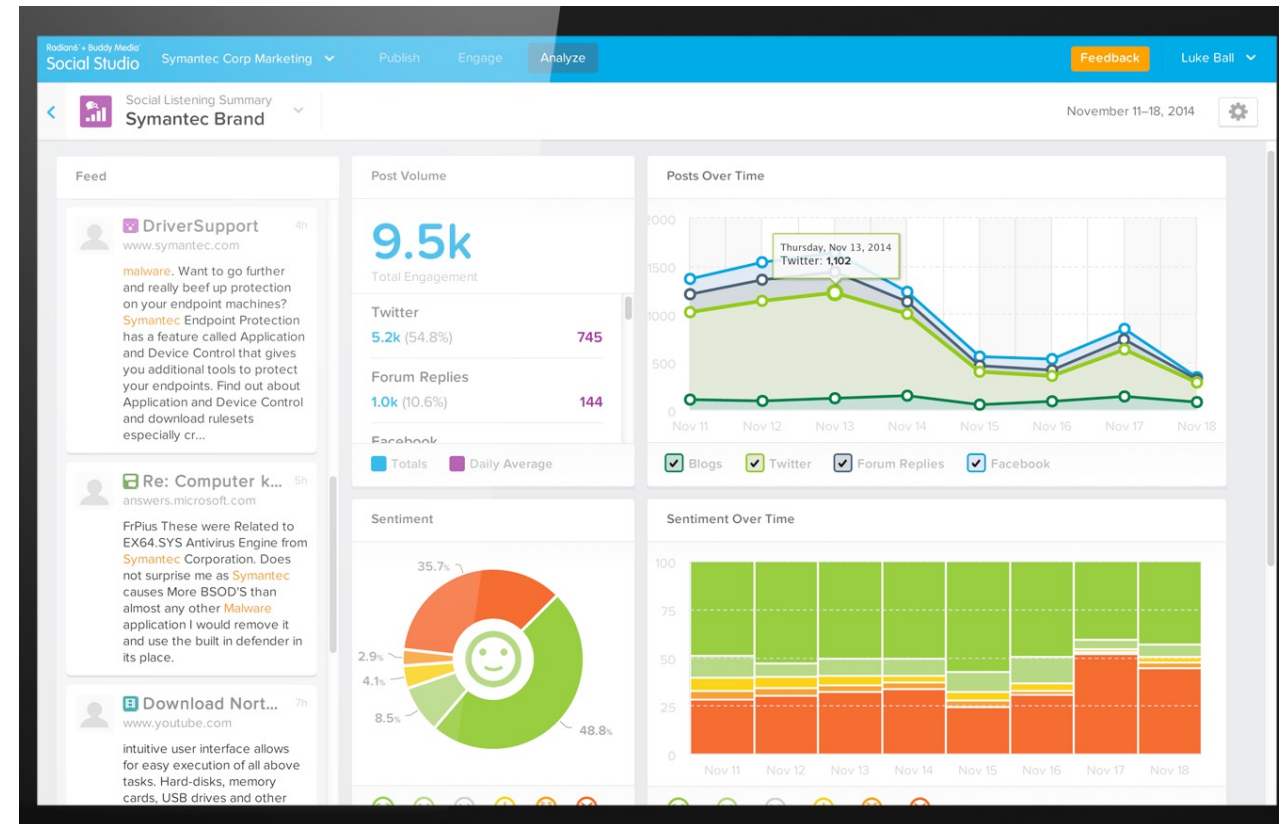 Radian6 + Buddy Media
Social Studio
Symantec Corp Marketing
Publish
Engage
Analyze
Feedback
Luke Ball
Social Listening Summary
Symantec Brand
November 11–18, 2014
Feed
DriverSupport
4h
www.symantec.com
malware. Want to go further
and really beef up protection
on your endpoint machines?
Symantec Endpoint Protection
has a feature called Application
and Device Control that gives
you additional tools to protect
your endpoints. Find out about
Application and Device Control
and download rulesets
especially cr...
Re: Computer k...
5h
answers.microsoft.com
FrPius These were Related to
EX64.SYS Antivirus Engine from
Symantec Corporation. Does
not surprise me as Symantec
causes More BSOD'S than
almost any other Malware
application I would remove it
and use the built in defender in
its place.
Download Nort...
7h
www.youtube.com
intuitive user interface allows
for easy execution of all above
tasks. Hard-disks, memory
cards, USB drives and other
Post Volume
9.5k
Total Engagement
Twitter
5.2k (54.8%)
745
Forum Replies
1.0k (10.6%)
144
Facebook
Totals
Daily Average
Posts Over Time
2000
1500
1000
500
0
Thursday, Nov 13, 2014
Twitter: 1,102
Nov 11
Nov 12
Nov 13
Nov 14
Nov 15
Nov 16
Nov 17
Nov 18
Blogs
Twitter
Forum Replies
Facebook
Sentiment
35.7%
2.9%
4.1%
8.5%
48.8%
Sentiment Over Time
100
75
50
25
0
Nov 11
Nov 12
Nov 13
Nov 14
Nov 15
Nov 16
Nov 17
Nov 18